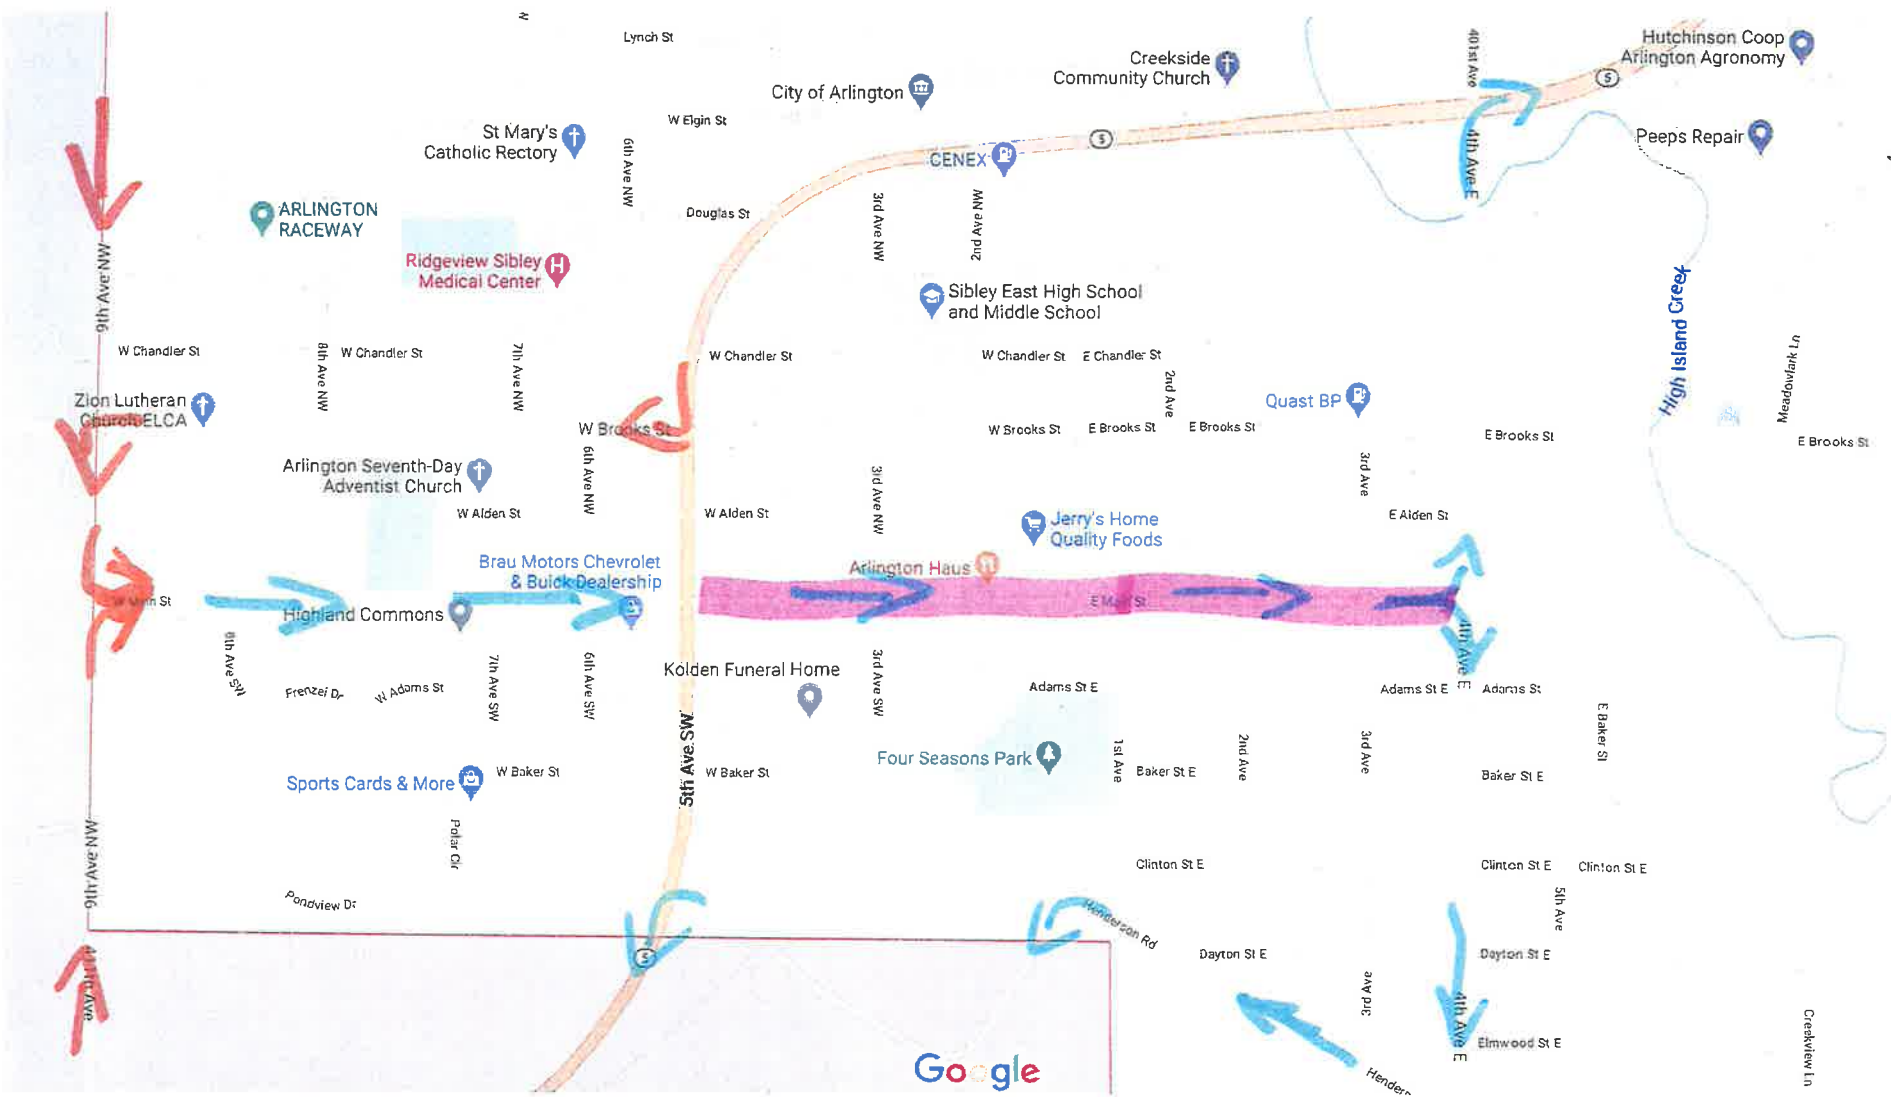 Lynch St
401st Ave
Hutchinson Coop
Arlington Agronomy
5
Creekside
Community Church
City of Arlington
W Elgin St
St Mary's
Catholic Rectory
6th Ave NW
CENEX
5
4th Ave E
Peeps Repair
ARLINGTON
RACEWAY
Douglas St
3rd Ave NW
2nd Ave NW
Ridgeview Sibley
Medical Center
H
9th Ave NW
Sibley East High School
and Middle School
High Island Creek
W Chandler St
8th Ave NW
W Chandler St
7th Ave NW
W Chandler St
W Chandler St
E Chandler St
2nd Ave
Meadowlark Ln
Zion Lutheran
Church ELCA
Quast BP
W Brooks St
W Brooks St
E Brooks St
E Brooks St
E Brooks St
E Brooks St
Arlington Seventh-Day
Adventist Church
6th Ave NW
3rd Ave NW
3rd Ave
W Alden St
W Alden St
E Alden St
Jerry's Home
Quality Foods
Brau Motors Chevrolet
& Buick Dealership
Arlington Haus
W Main St
Highland Commons
E Main St
4th Ave E
8th Ave SW
Frenzel Dr
W Adams St
7th Ave SW
6th Ave SW
Kolden Funeral Home
3rd Ave SW
Adams St E
Adams St E
Adams St
E Baker St
5th Ave SW
Four Seasons Park
1st Ave
Baker St E
2nd Ave
3rd Ave
Baker St E
Sports Cards & More
W Baker St
W Baker St
Polar Cir
9th Ave NW
Clinton St E
Clinton St E
Clinton St E
Pondview Dr
Henderson Rd
5th Ave
5
Dayton St E
Dayton St E
3rd Ave
4th Ave E
Elmwood St E
Creekview Ln
Google
Henders